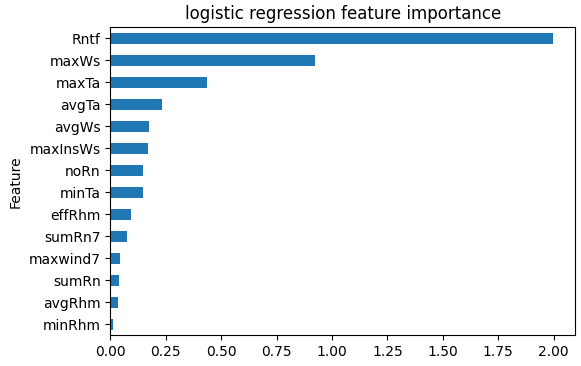 logistic regression feature importance
Rntf
maxWs
maxTa
avgTa
avgWs
maxInsWs
noRn
minTa
effRhm
sumRn7
maxwind7
sumRn
avgRhm
minRhm
Feature
0.00 0.25 0.50 0.75 1.00 1.25 1.50 1.75 2.00